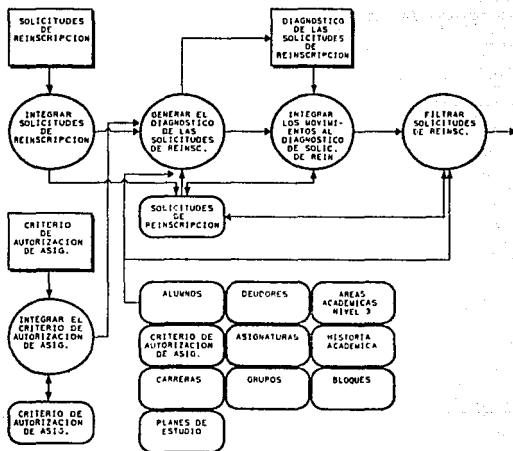 SOLICITUDES
DE
REINSCRIPCION
DIAGNOSTICO
DE LAS
SOLICITUDES
DE
REINSCRIPCION
INTEGRAR
SOLICITUDES
DE
REINSCRIPCION
GENERAR EL
DIAGNOSTICO
DE LAS
SOLICITUDES
DE REINSC.
INTEGRAR
LOS MOVIMI-
ENTOS AL
DIAGNOSTICO
DE SOLIC.
DE REIN
FILTRAR
SOLICITUDES
DE REINSC.
SOLICITUDES
DE
REINSCRIPCION
CRITERIO
DE
AUTORIZACION
DE ASIG.
INTEGRAR EL
CRITERIO DE
AUTORIZACION
DE ASIG.
CRITERIO DE
AUTORIZACION
DE ASIG.
ALUMNOS
DEUDORES
AREAS
ACADEMICAS
NIVEL 3
CRITERIO DE
AUTORIZACION
DE ASIG.
ASIGNATURAS
HISTORIA
ACADEMICA
CARRERAS
GRUPOS
BLOQUES
PLANES DE
ESTUDIO